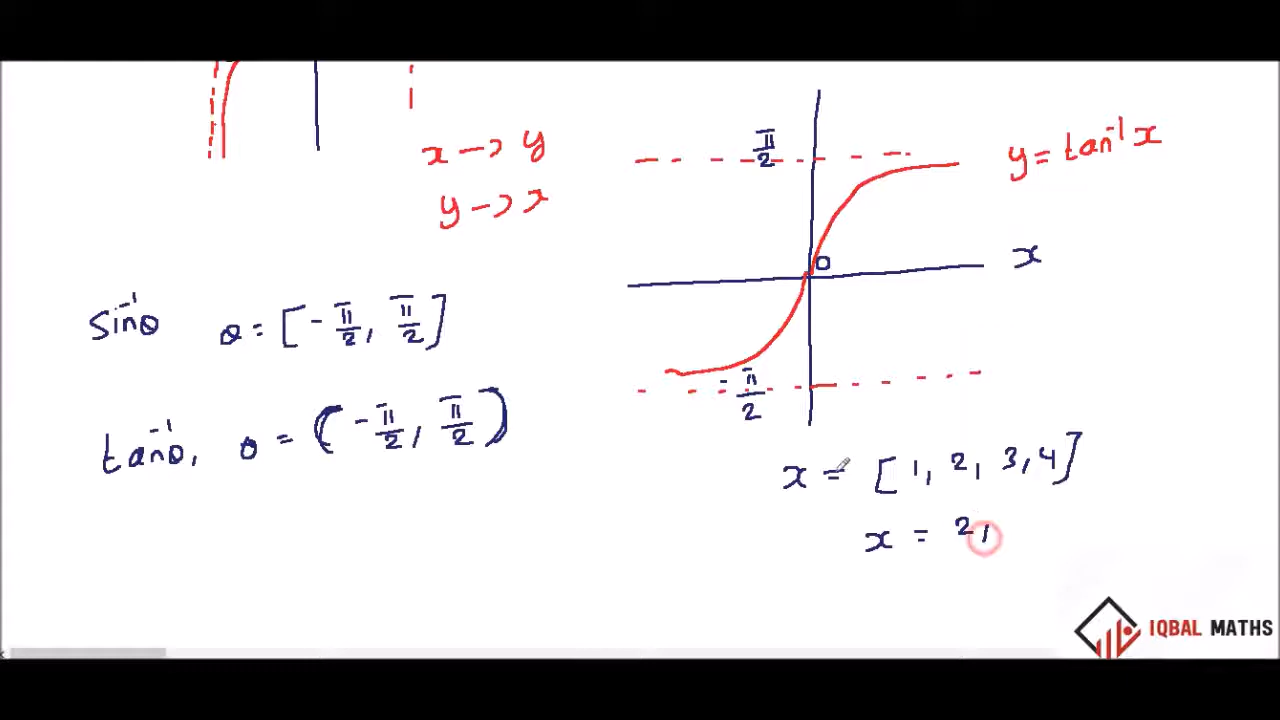 x → y
y → x
π/2
y = tan⁻¹ x
0
x
sin⁻¹θ θ = [-π/2, π/2]
-π/2
tan⁻¹θ, θ = (-π/2, π/2)
x = [1, 2, 3, 4]
x = 2,
IQBAL MATHS